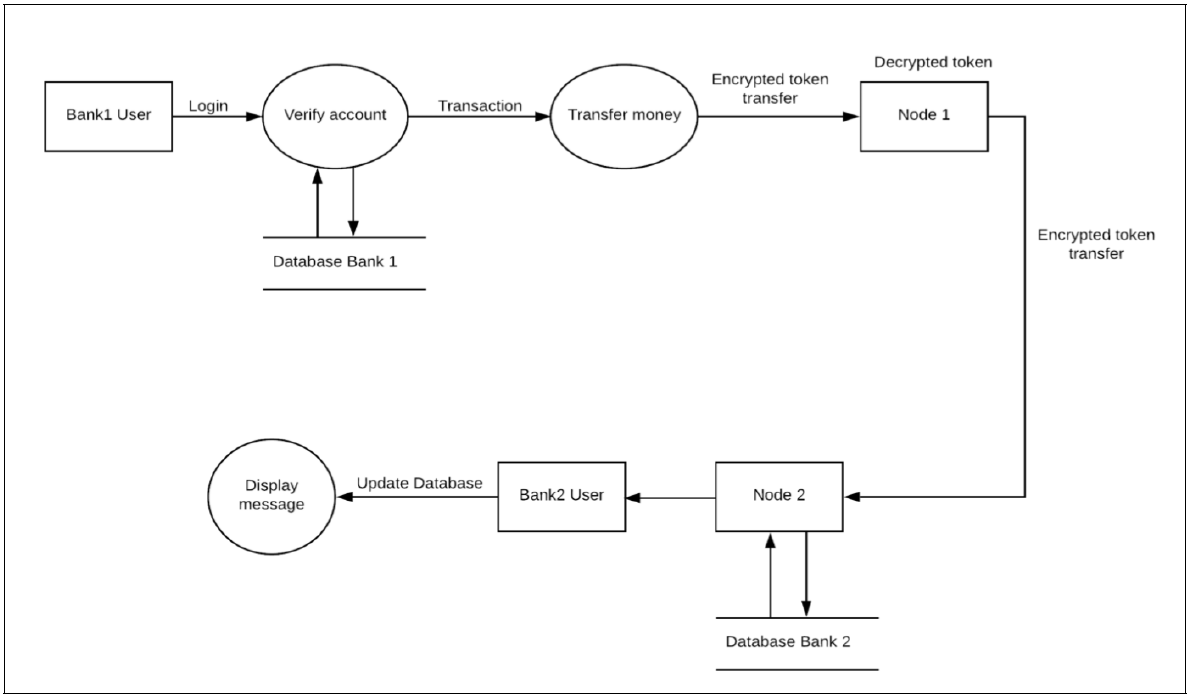 Bank1 User
Login
Verify account
Transaction
Transfer money
Encrypted token
transfer
Decrypted token
Node 1
Database Bank 1
Encrypted token
transfer
Display
message
Update Database
Bank2 User
Node 2
Database Bank 2